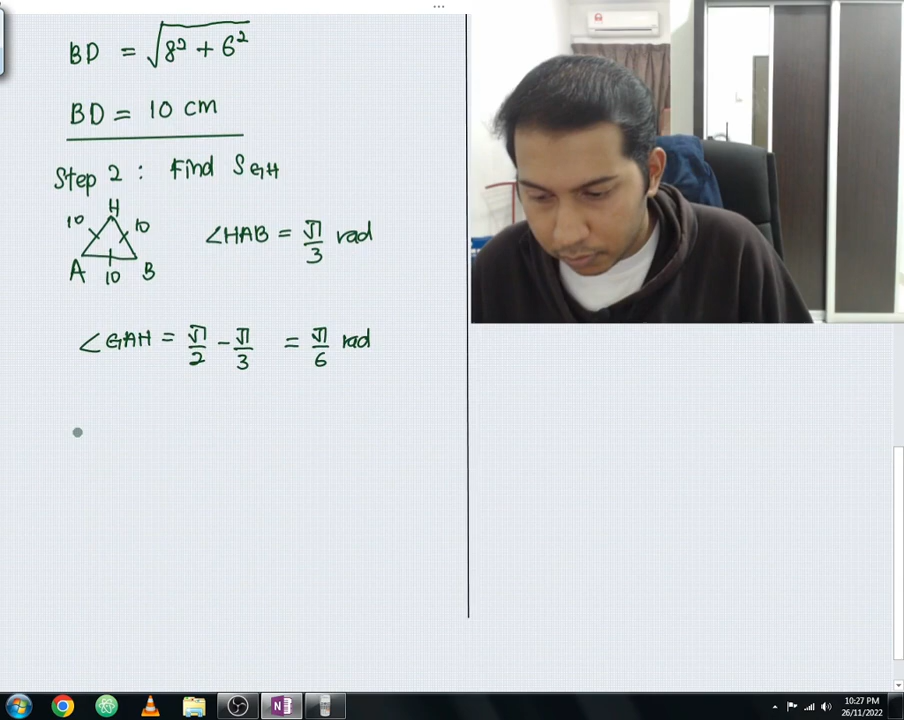 BD = √8² + 6²
BD = 10 cm
Step 2 : Find S GH
H
10 10
∠HAB = π/3 rad
A 10 B
∠GAH = π/2 - π/3 = π/6 rad
10:27 PM
26/11/2022